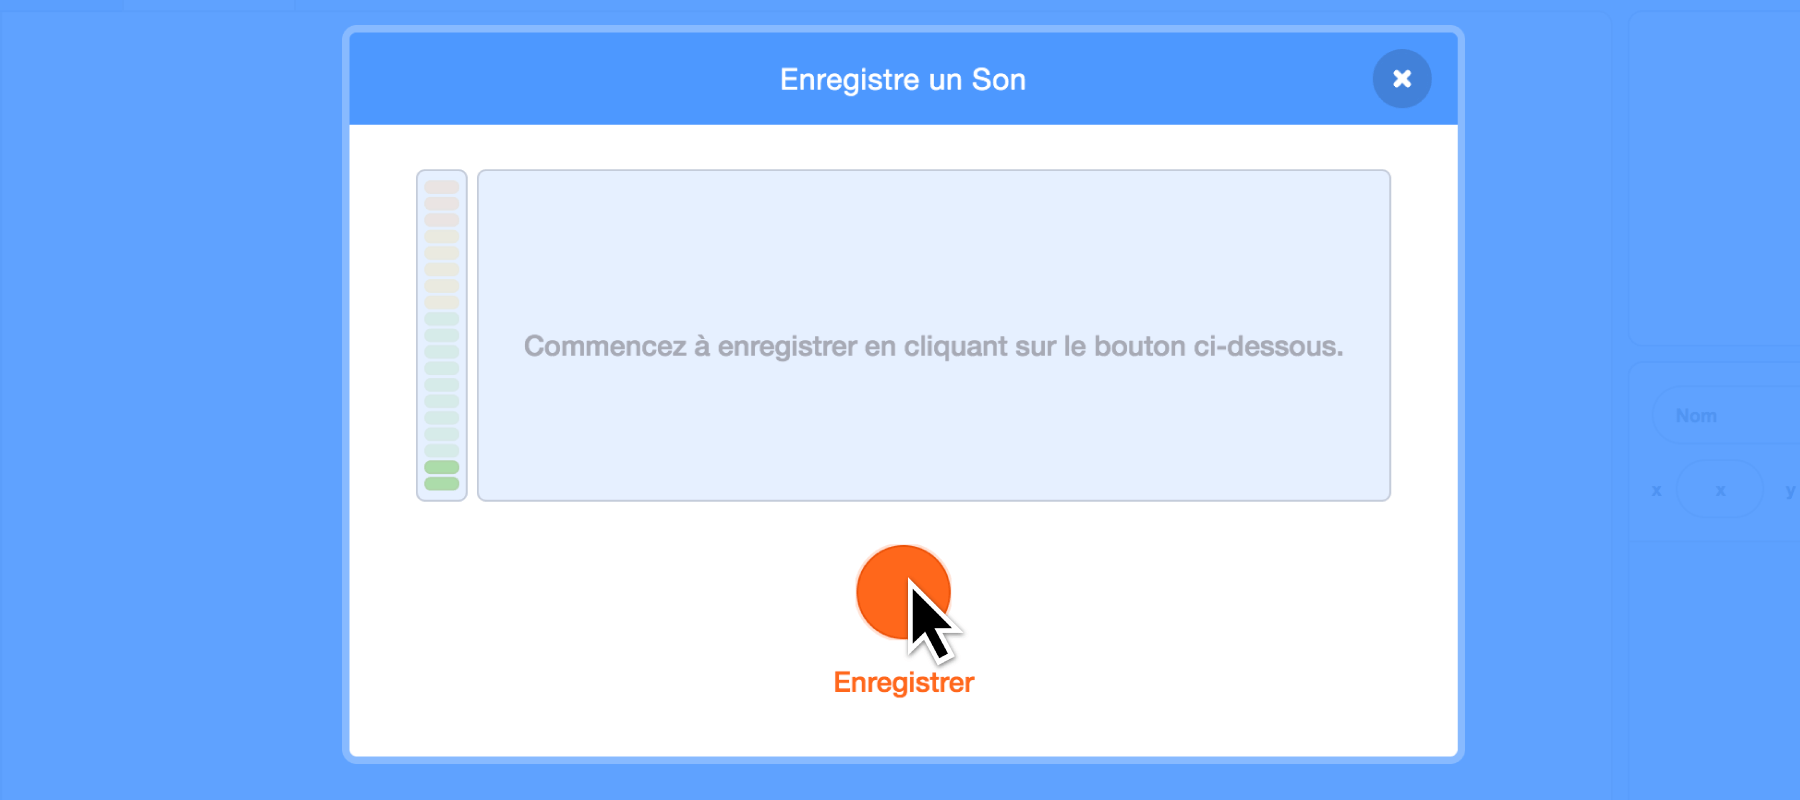 Enregistre un Son
Commencez à enregistrer en cliquant sur le bouton ci-dessous.
Enregistrer
Nom
x x y